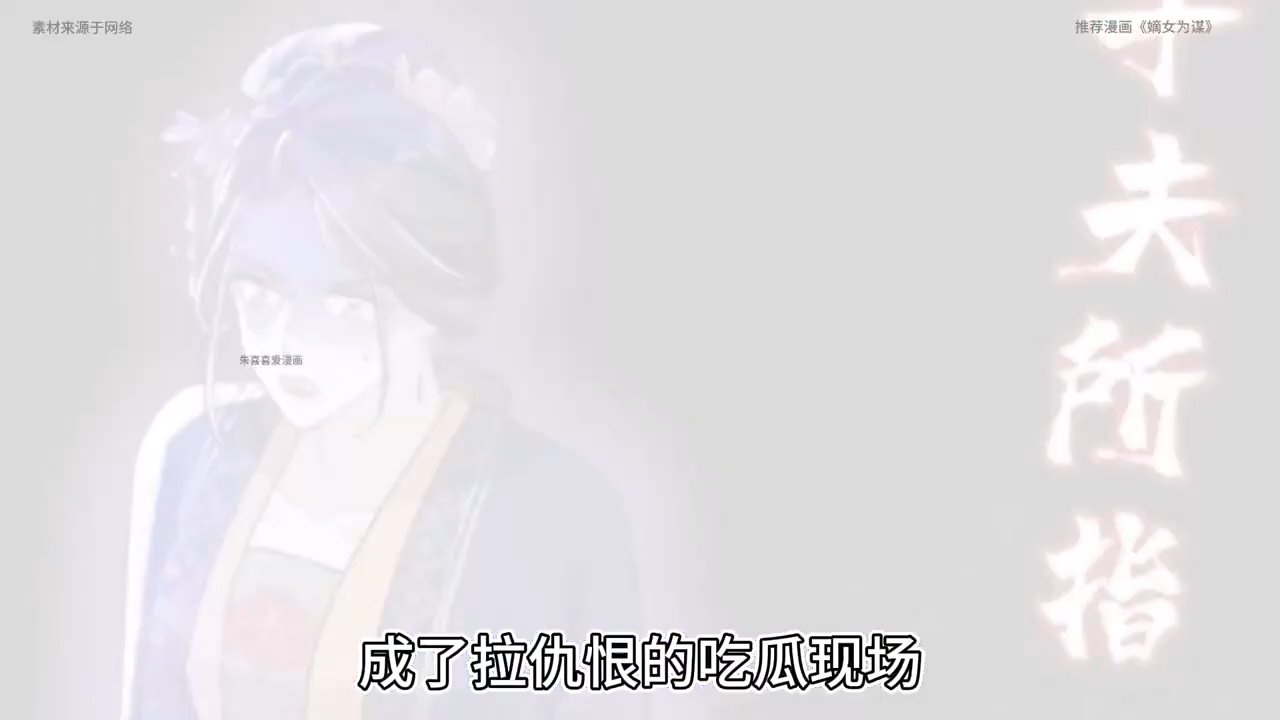 素材来源于网络
推荐漫画《嫡女为谋》
夫所指
朱喜喜爱漫画
成了拉仇恨的吃瓜现场